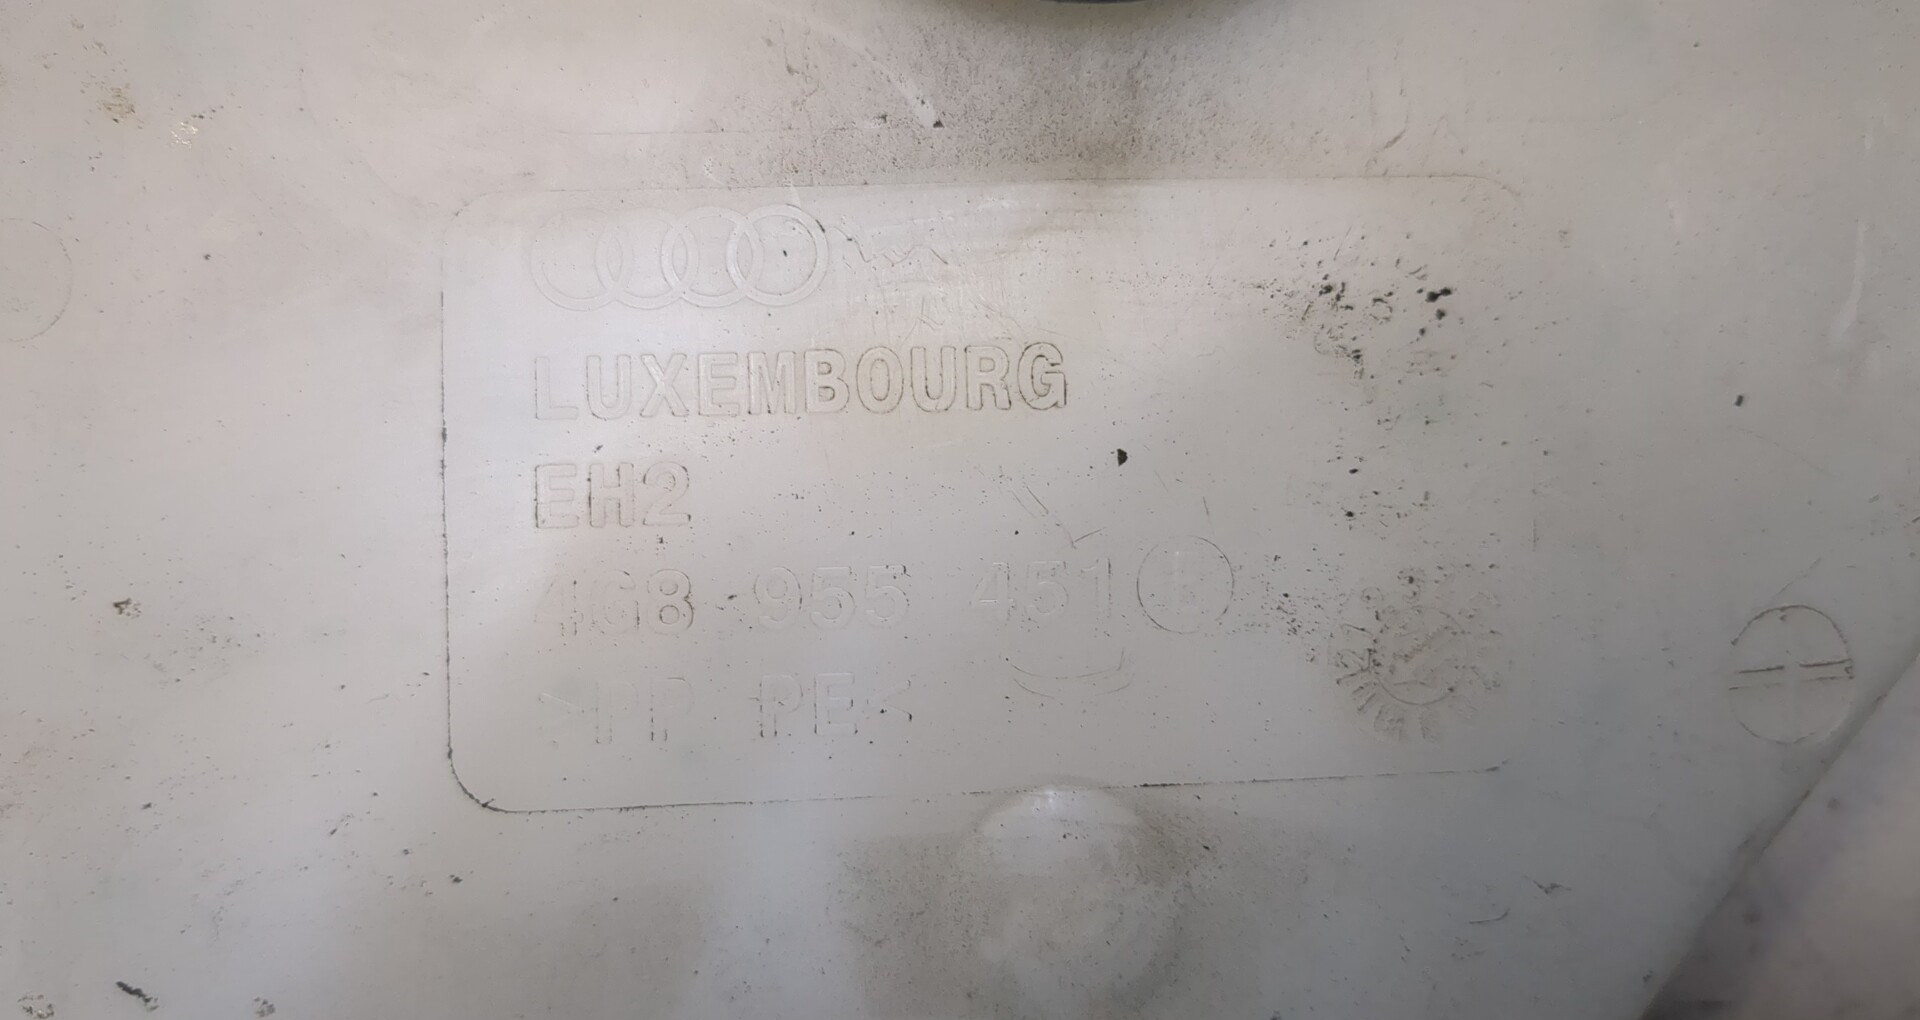 LUXEMBOURG
EH2
4G8 955 451 L
>PP PE<